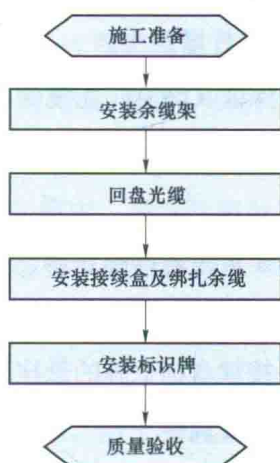 施工准备
安装余缆架
回盘光缆
安装接续盒及绑扎余缆
安装标识牌
质量验收